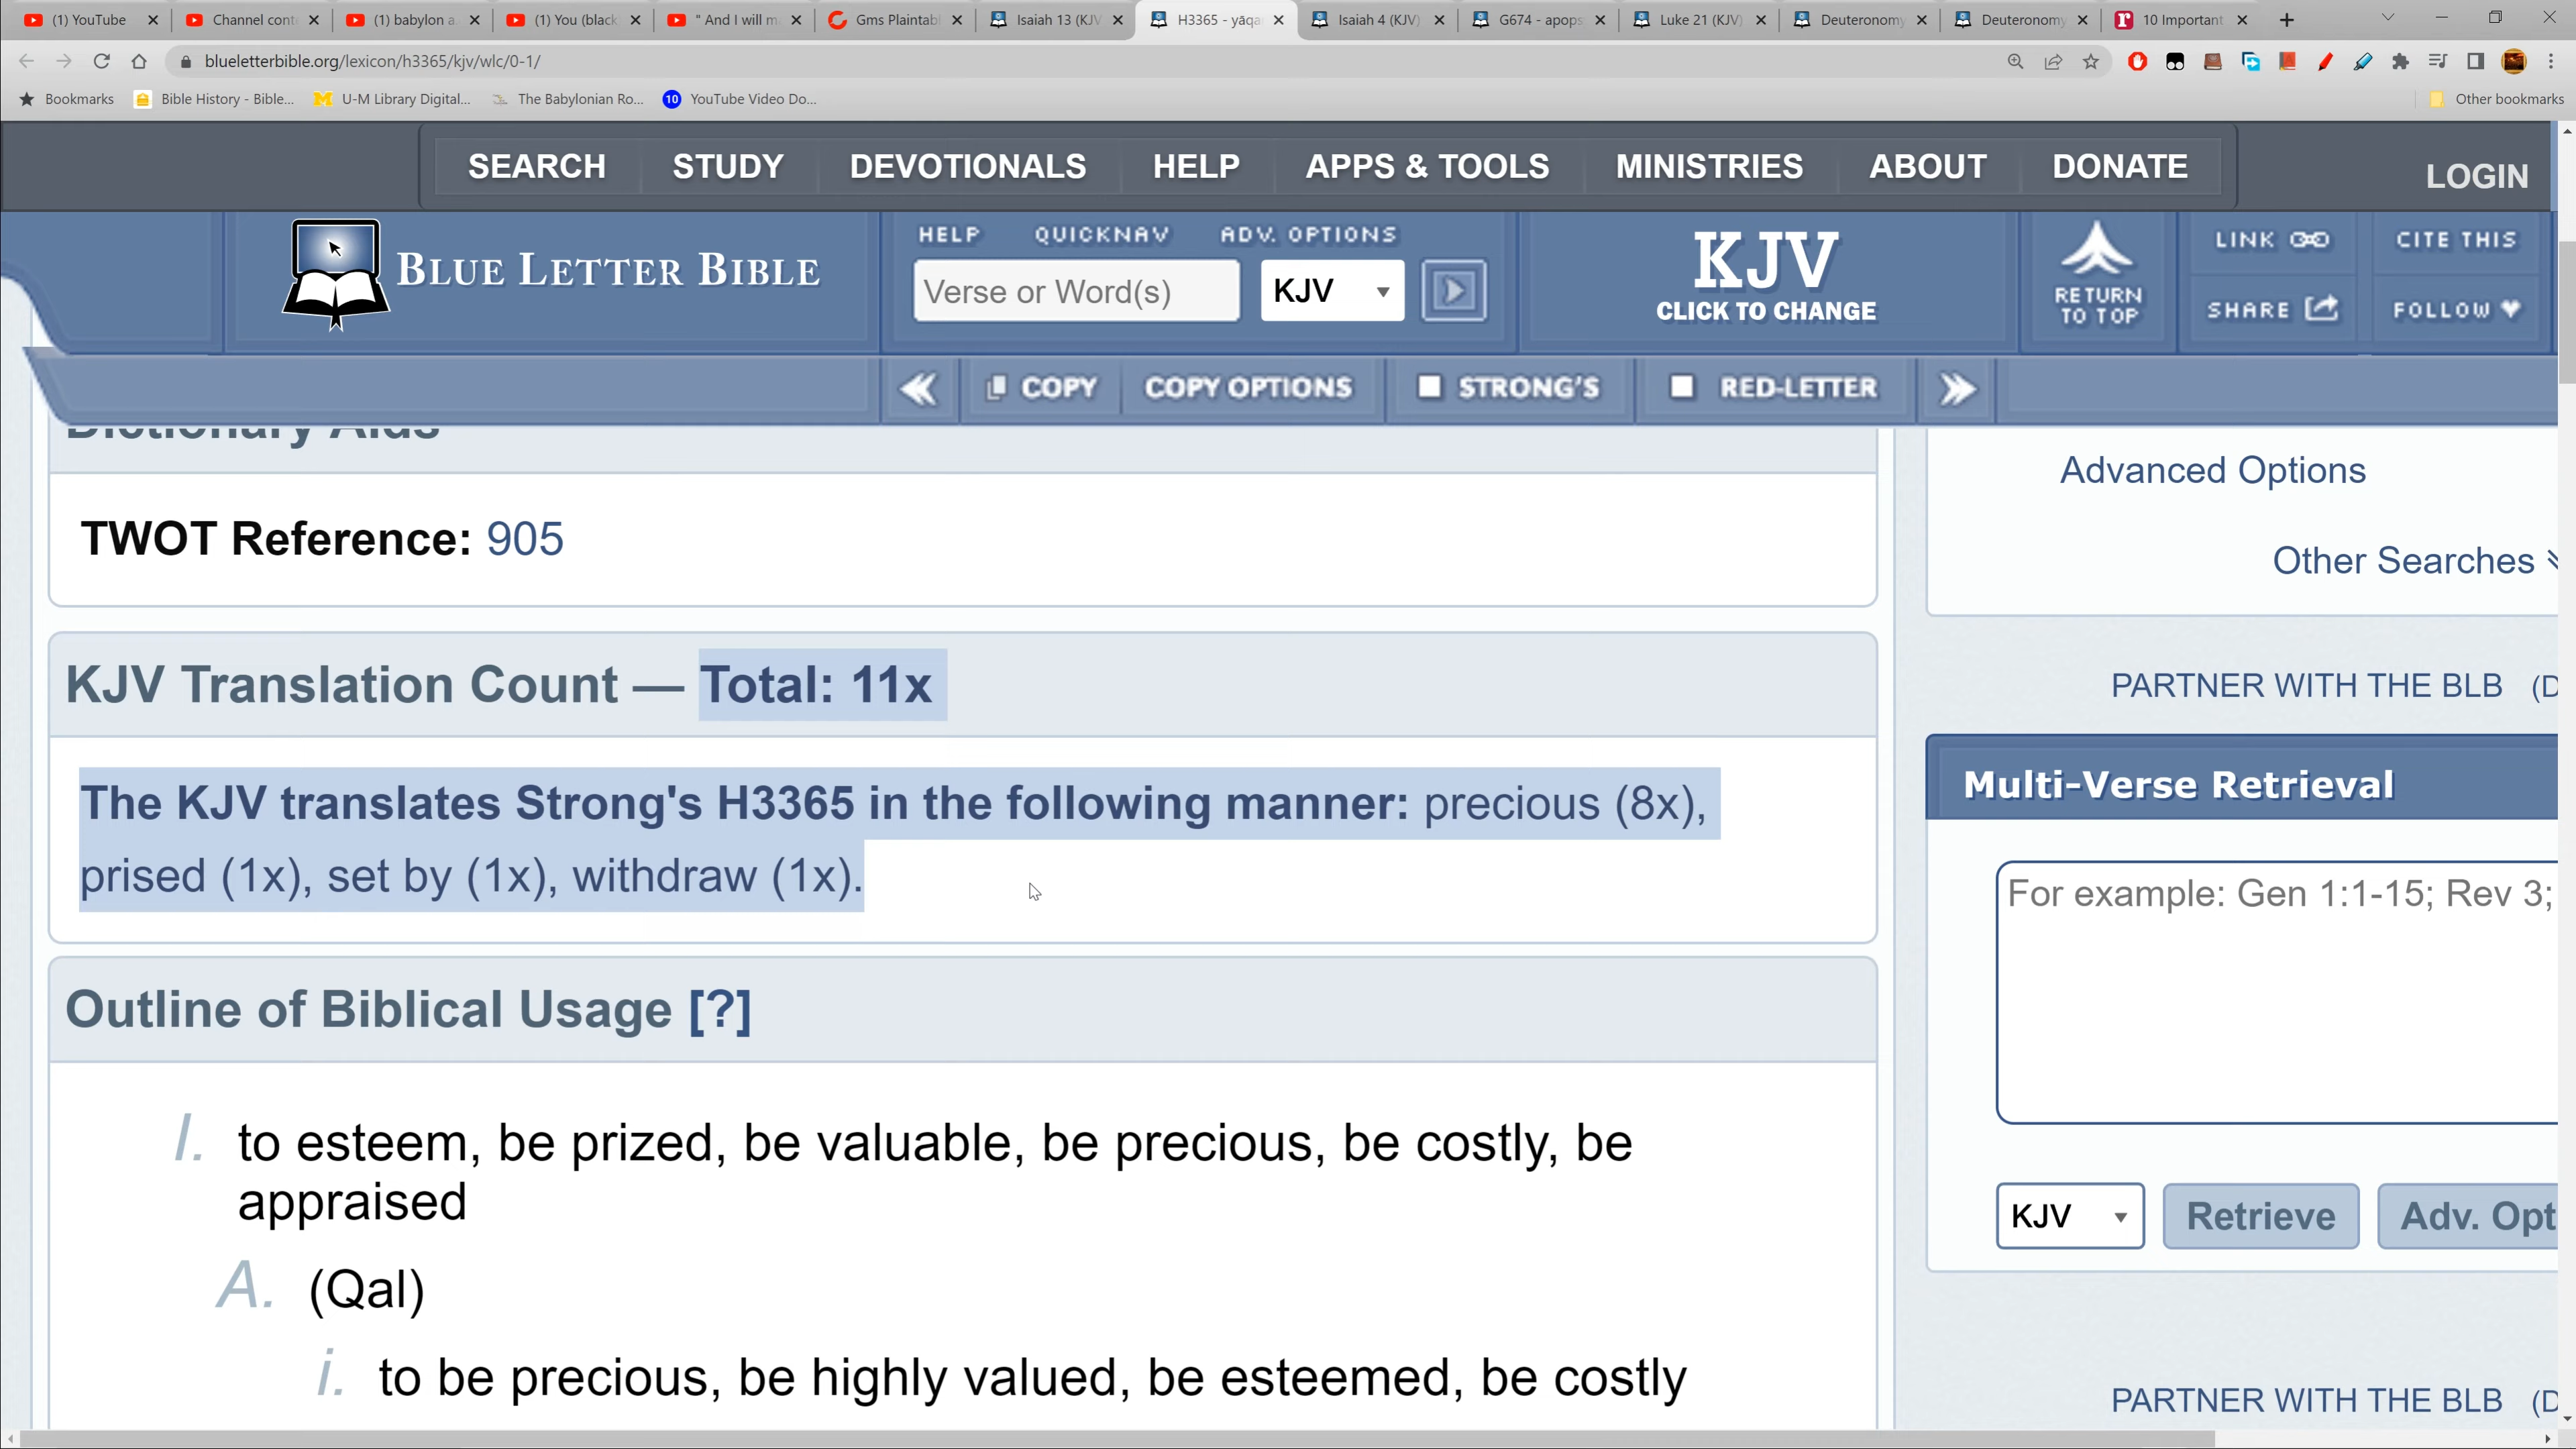 (1) YouTube
Channel cont
(1) babylon a
(1) You (black
" And I will m
Gms Plaintab
Isaiah 13 (KJV
H3365 - yāqa
Isaiah 4 (KJV)
G674 - apops
Luke 21 (KJV)
Deuteronomy
Deuteronomy
10 Important
blueletterbible.org/lexicon/h3365/kjv/wlc/0-1/
Bookmarks
Bible History - Bible...
U-M Library Digital...
The Babylonian Ro...
10 YouTube Video Do...
Other bookmarks
SEARCH STUDY DEVOTIONALS HELP APPS & TOOLS MINISTRIES ABOUT DONATE
LOGIN
BLUE LETTER BIBLE
HELP QUICKNAV ADV. OPTIONS
Verse or Word(s)
KJV
KJV
CLICK TO CHANGE
RETURN
TO TOP
LINK
CITE THIS
SHARE
FOLLOW
COPY
COPY OPTIONS
STRONG'S
RED-LETTER
Dictionary Aids
TWOT Reference: 905
KJV Translation Count — Total: 11x
The KJV translates Strong's H3365 in the following manner: precious (8x),
prised (1x), set by (1x), withdraw (1x).
Outline of Biblical Usage [?]
I. to esteem, be prized, be valuable, be precious, be costly, be
appraised
A. (Qal)
i. to be precious, be highly valued, be esteemed, be costly
Advanced Options
Other Searches
PARTNER WITH THE BLB (D
Multi-Verse Retrieval
For example: Gen 1:1-15; Rev 3;
KJV
Retrieve
Adv. Opt
PARTNER WITH THE BLB (D